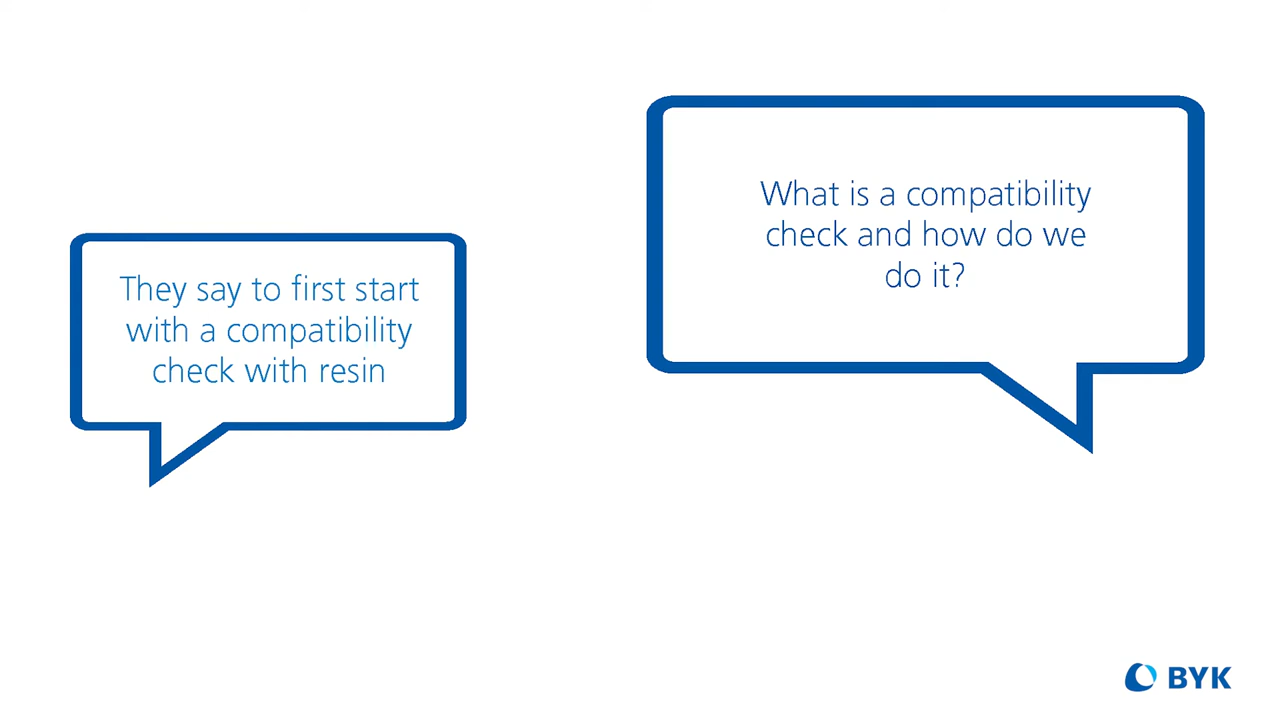 They say to first start
with a compatibility
check with resin
What is a compatibility
check and how do we
do it?
BYK